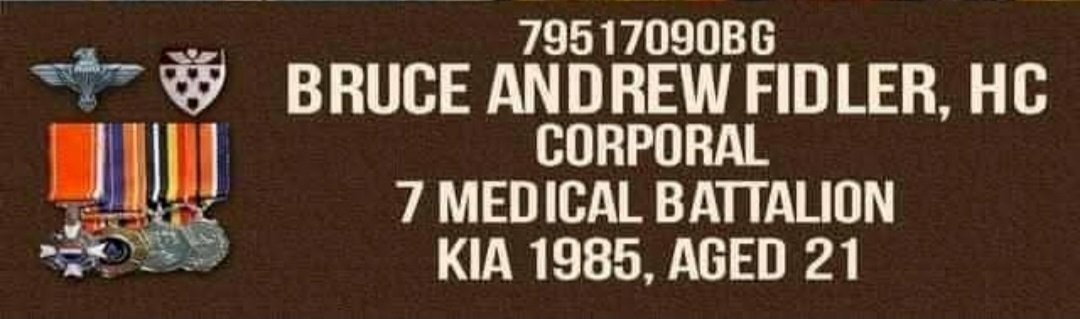 79517090BG
BRUCE ANDREW FIDLER, HC
CORPORAL
7 MEDICAL BATTALION
KIA 1985, AGED 21